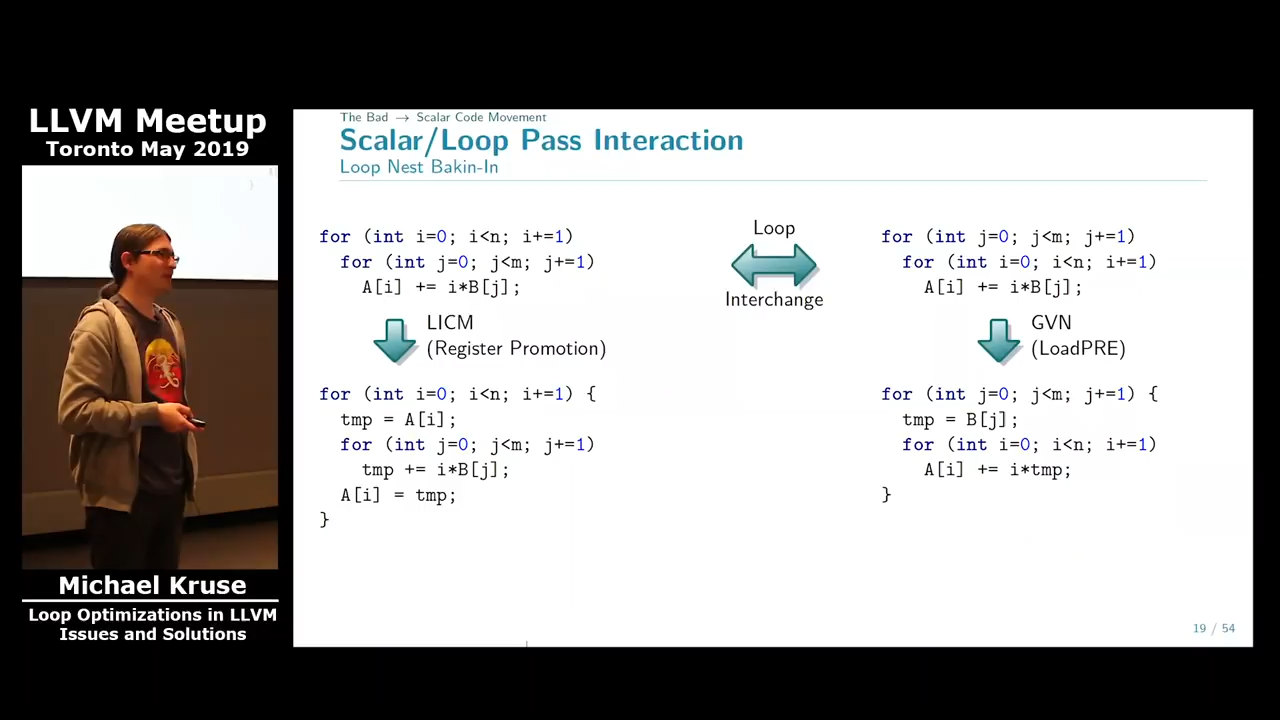 LLVM Meetup
Toronto May 2019
The Bad → Scalar Code Movement
Scalar/Loop Pass Interaction
Loop Nest Bakin-In
for (int i=0; i<n; i+=1)
for (int j=0; j<m; j+=1)
A[i] += i*B[j];
Loop
Interchange
for (int j=0; j<m; j+=1)
for (int i=0; i<n; i+=1)
A[i] += i*B[j];
LICM
(Register Promotion)
GVN
(LoadPRE)
for (int i=0; i<n; i+=1) {
tmp = A[i];
for (int j=0; j<m; j+=1)
tmp += i*B[j];
A[i] = tmp;
}
for (int j=0; j<m; j+=1) {
tmp = B[j];
for (int i=0; i<n; i+=1)
A[i] += i*tmp;
}
Michael Kruse
Loop Optimizations in LLVM
Issues and Solutions
19 / 54